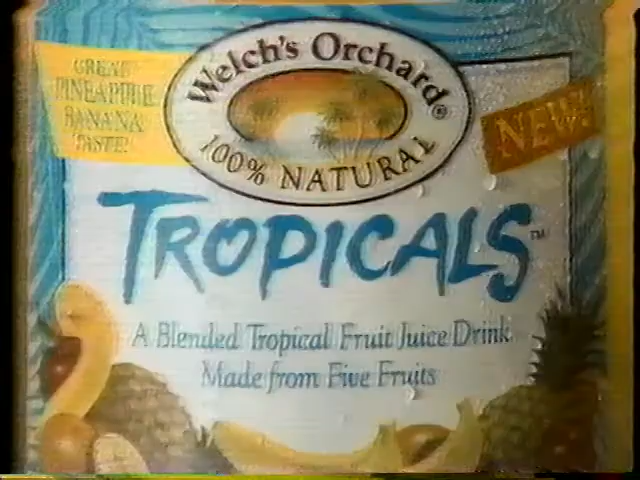 GREAT
PINEAPPLE
BANANA
TASTE!
Welch's Orchard®
100% NATURAL
NEW!
TROPICALS™
A Blended Tropical Fruit Juice Drink
Made from Five Fruits